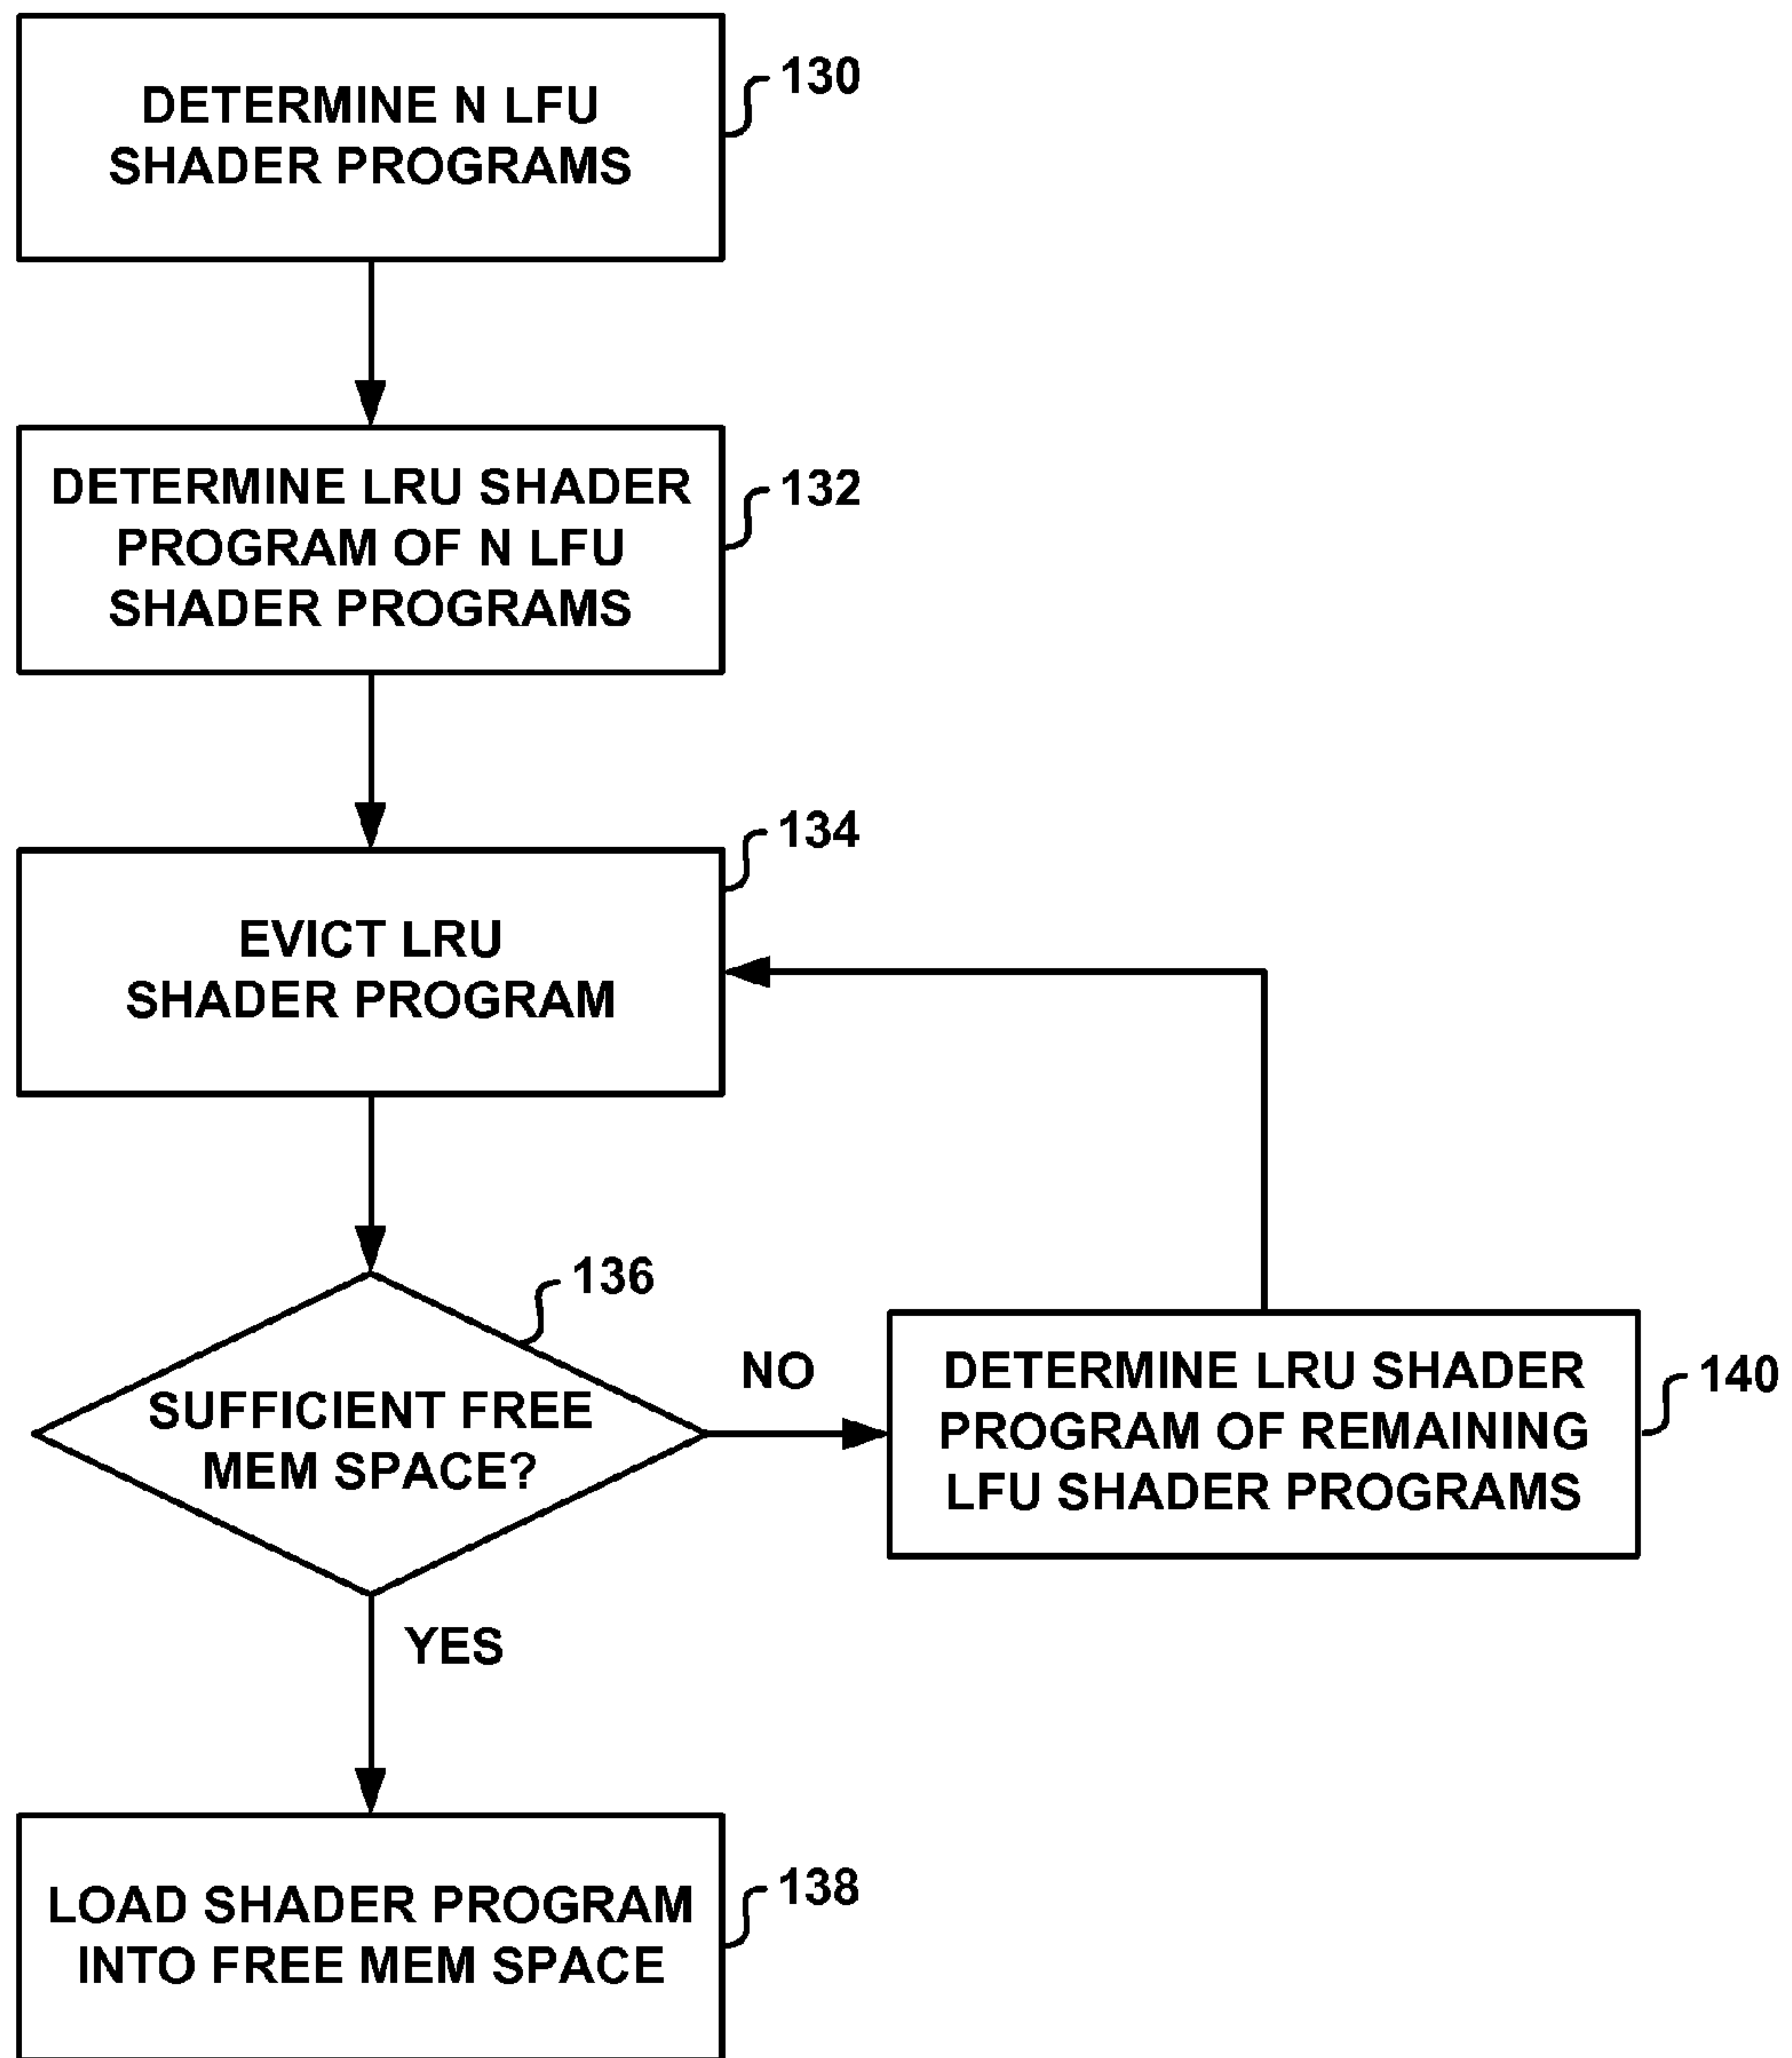 DETERMINE N LFU
SHADER PROGRAMS
130
DETERMINE LRU SHADER
PROGRAM OF N LFU
SHADER PROGRAMS
132
134
EVICT LRU
SHADER PROGRAM
136
SUFFICIENT FREE
MEM SPACE?
NO
DETERMINE LRU SHADER
PROGRAM OF REMAINING
LFU SHADER PROGRAMS
140
YES
LOAD SHADER PROGRAM
INTO FREE MEM SPACE
138